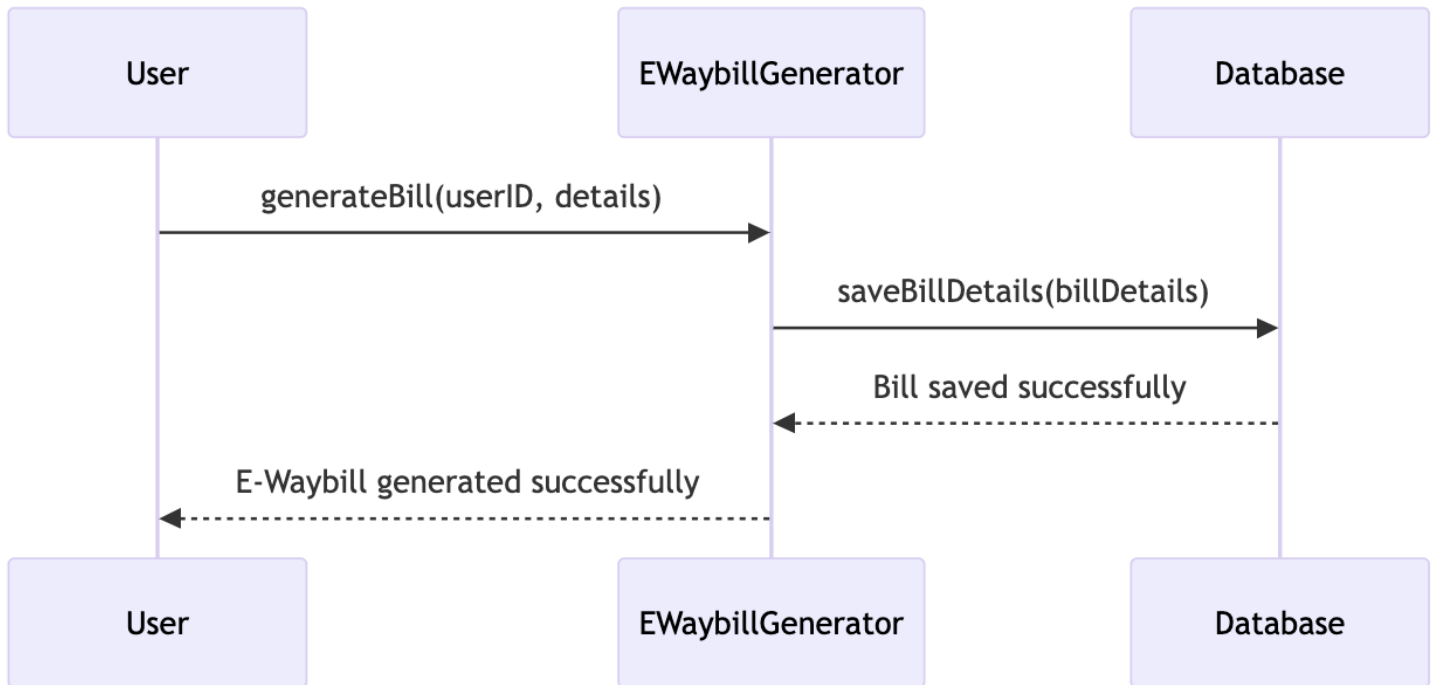 User
EWaybillGenerator
Database
generateBill(userID, details)
saveBillDetails(billDetails)
Bill saved successfully
E-Waybill generated successfully
User
EWaybillGenerator
Database